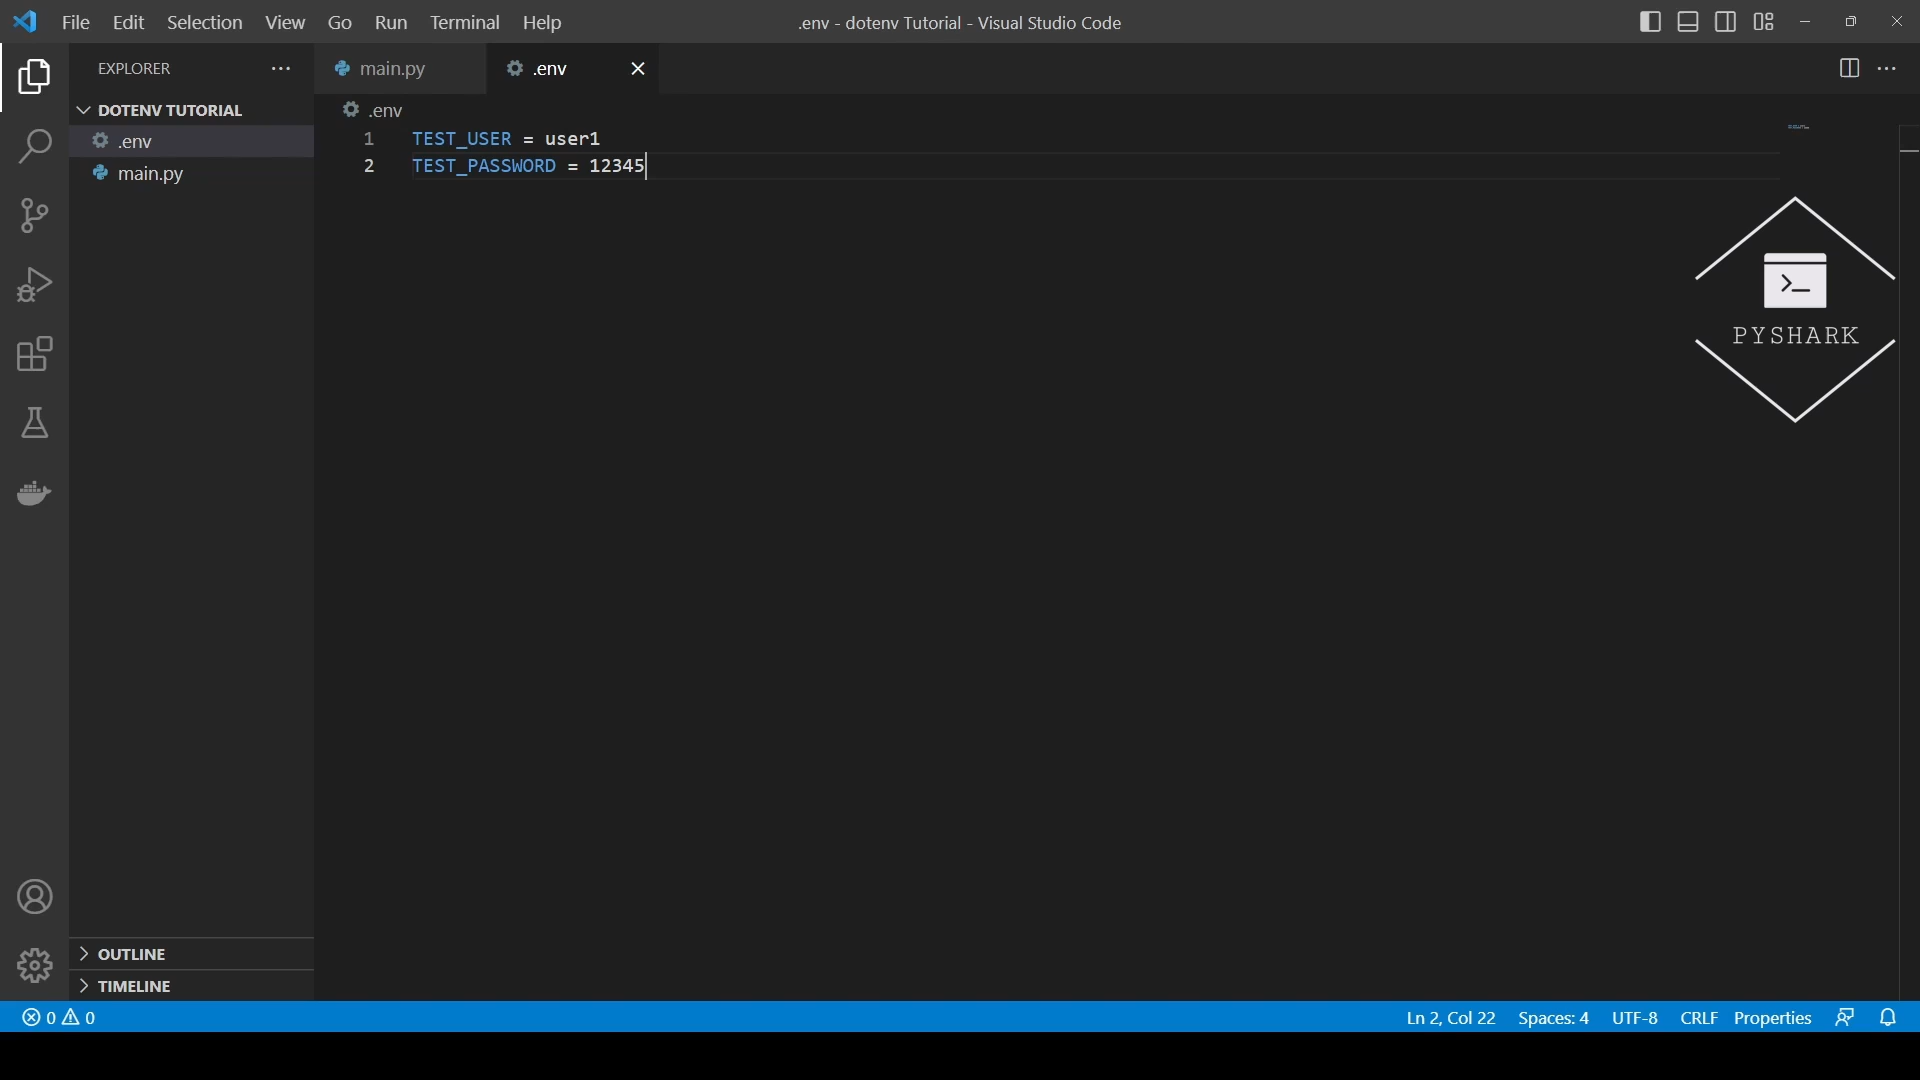 File Edit Selection View Go Run Terminal Help
.env - dotenv Tutorial - Visual Studio Code
EXPLORER
main.py
.env
DOTENV TUTORIAL
.env
main.py
.env
1 TEST_USER = user1
2 TEST_PASSWORD = 12345
PYSHARK
OUTLINE
TIMELINE
0 0
Ln 2, Col 22 Spaces: 4 UTF-8 CRLF Properties